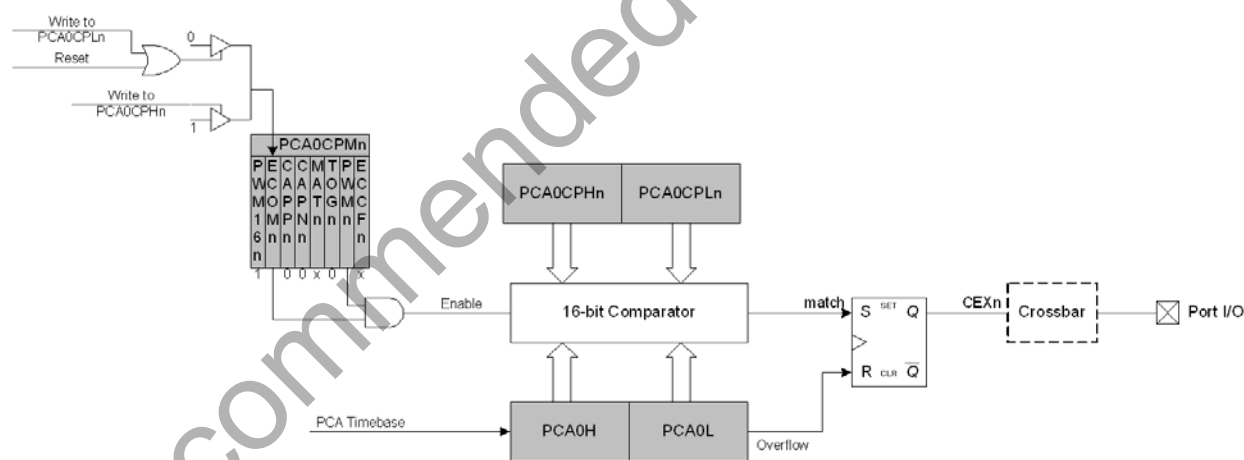 Write to
PCA0CPLn
Reset
0
Write to
PCA0CPHn
1
PCA0CPMn
P E C C M T P E
W C A A A O W C
M O P P T G M C
1 M P N n n n F
6 n n n n
n
1 0 0 x 0 x
ommended
PCA0CPHn PCA0CPLn
Enable
16-bit Comparator
match
S SET Q
R CLR Q
CEXn
Crossbar
Port I/O
PCA Timebase
PCA0H PCA0L
Overflow